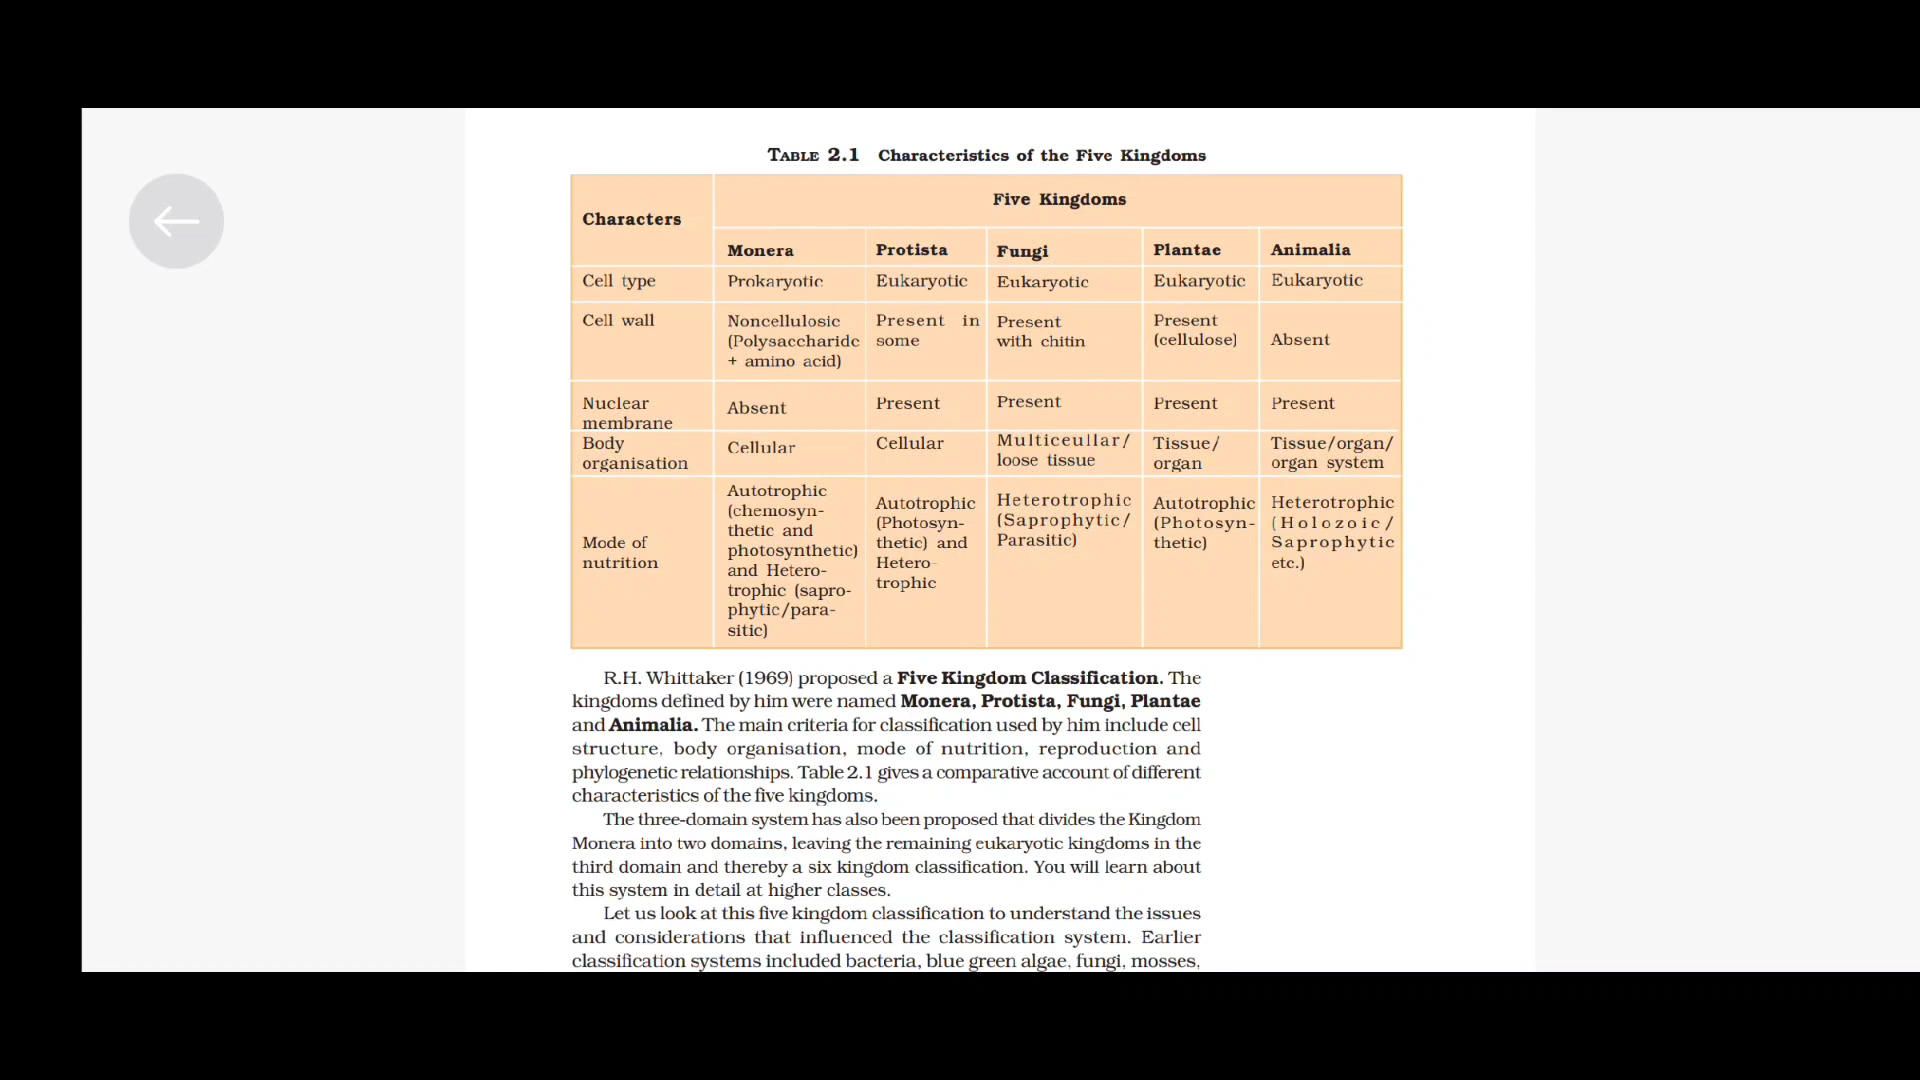 TABLE 2.1 Characteristics of the Five Kingdoms
Five Kingdoms
Characters
Monera Protista Fungi Plantae Animalia
Cell type Prokaryotic Eukaryotic Eukaryotic Eukaryotic Eukaryotic
Cell wall Noncellulosic Present in Present Present
(Polysaccharide some with chitin (cellulose) Absent
+ amino acid)
Nuclear Absent Present Present Present Present
membrane
Body Cellular Cellular Multiceullar/ Tissue/ Tissue/organ/
organisation loose tissue organ organ system
Autotrophic
(chemosyn- Autotrophic Heterotrophic Autotrophic Heterotrophic
thetic and (Photosyn- (Saprophytic/ (Photosyn- (Holozoic/
Mode of photosynthetic) thetic) and Parasitic) thetic) Saprophytic
nutrition and Hetero- Hetero- etc.)
trophic (sapro- trophic
phytic/para-
sitic)
R.H. Whittaker (1969) proposed a Five Kingdom Classification. The
kingdoms defined by him were named Monera, Protista, Fungi, Plantae
and Animalia. The main criteria for classification used by him include cell
structure, body organisation, mode of nutrition, reproduction and
phylogenetic relationships. Table 2.1 gives a comparative account of different
characteristics of the five kingdoms.
The three-domain system has also been proposed that divides the Kingdom
Monera into two domains, leaving the remaining eukaryotic kingdoms in the
third domain and thereby a six kingdom classification. You will learn about
this system in detail at higher classes.
Let us look at this five kingdom classification to understand the issues
and considerations that influenced the classification system. Earlier
classification systems included bacteria, blue green algae, fungi, mosses,